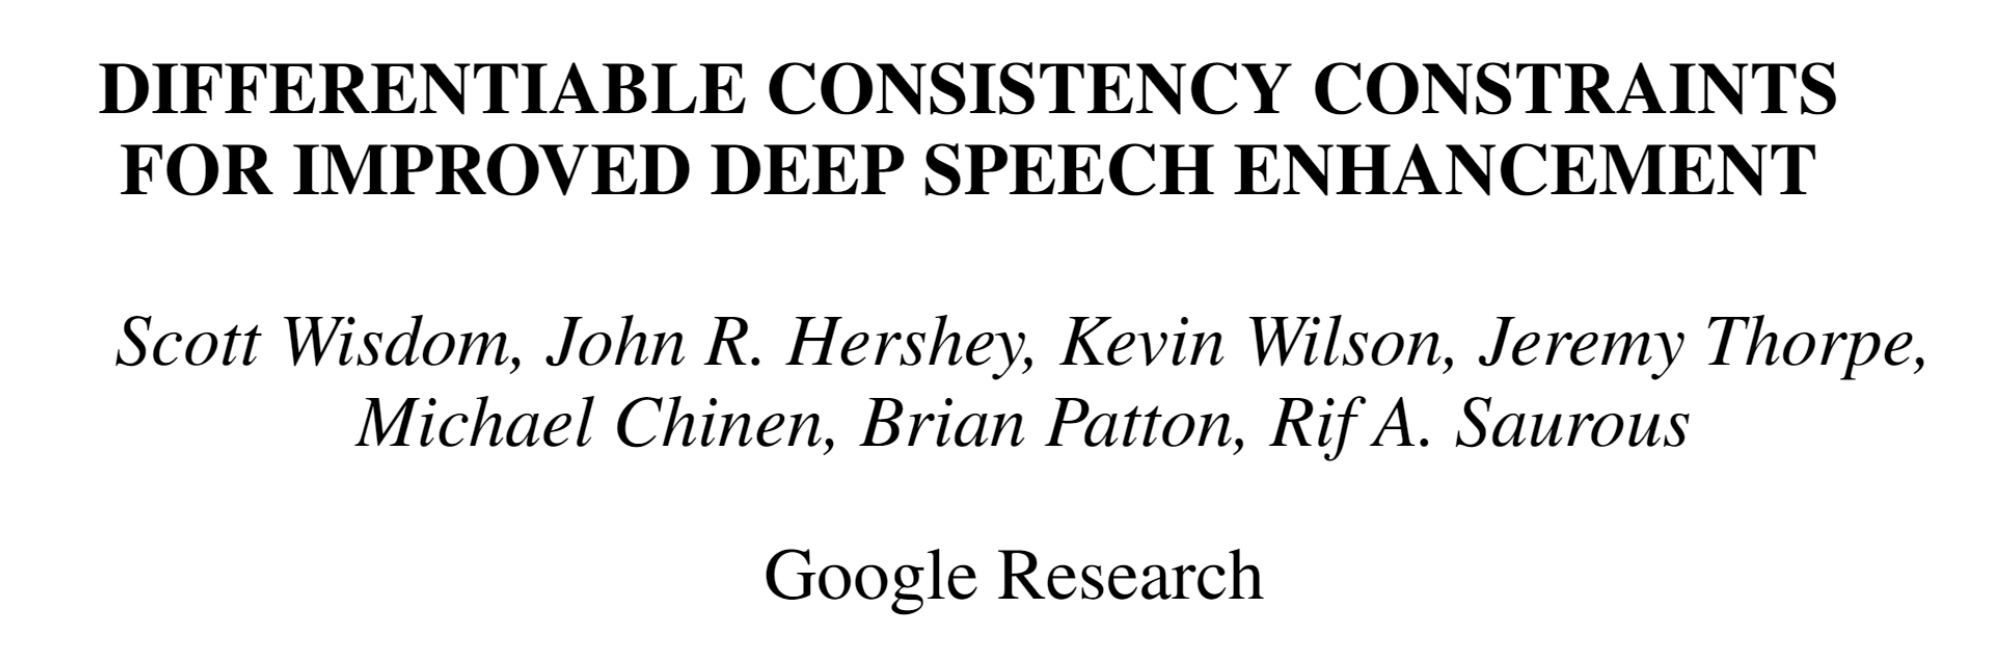 DIFFERENTIABLE CONSISTENCY CONSTRAINTS
FOR IMPROVED DEEP SPEECH ENHANCEMENT
Scott Wisdom, John R. Hershey, Kevin Wilson, Jeremy Thorpe,
Michael Chinen, Brian Patton, Rif A. Saurous
Google Research